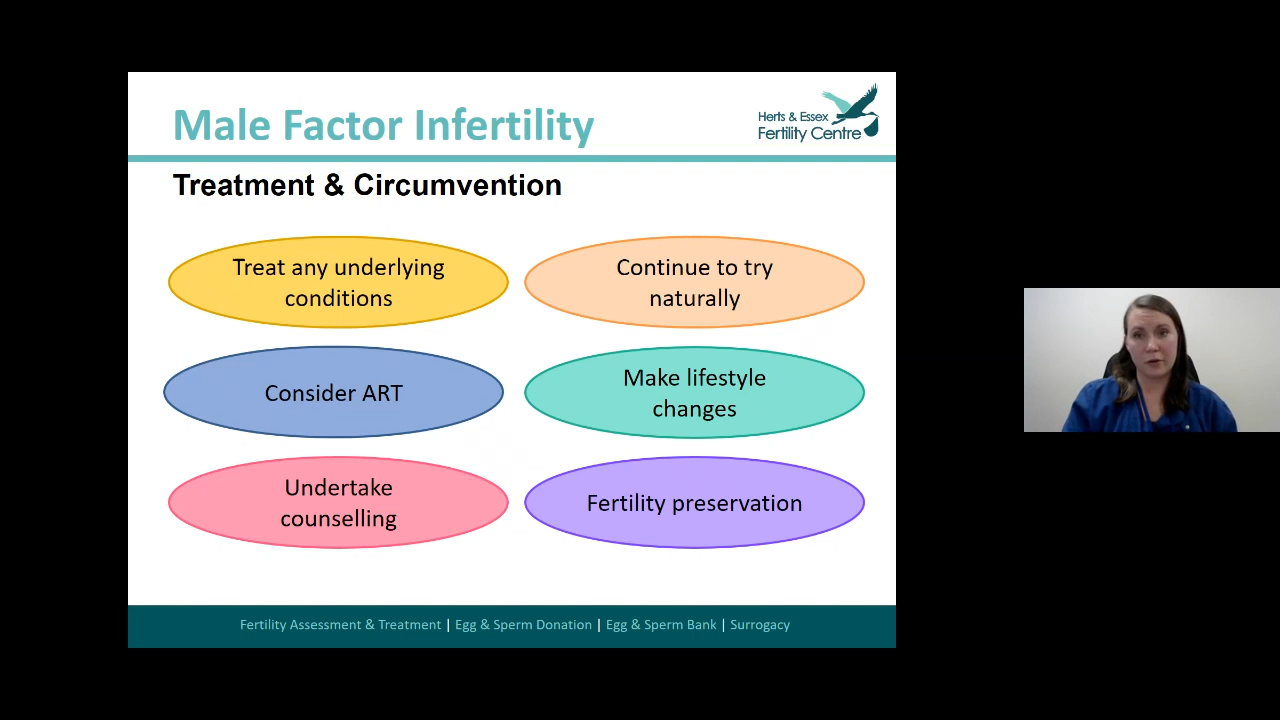 Male Factor Infertility
Herts & Essex
Fertility Centre
Treatment & Circumvention
Treat any underlying
conditions
Continue to try
naturally
Consider ART
Make lifestyle
changes
Undertake
counselling
Fertility preservation
Fertility Assessment & Treatment | Egg & Sperm Donation | Egg & Sperm Bank | Surrogacy